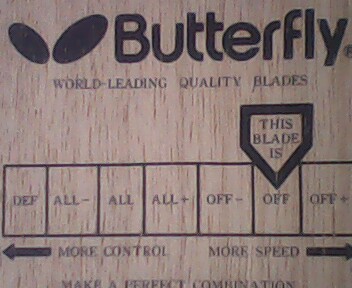 Butterfly®
WORLD-LEADING QUALITY BLADES
THIS
BLADE
IS
DEF ALL- ALL ALL+ OFF- OFF OFF+
MORE CONTROL MORE SPEED
MAKE A PERFECT COMBINATION